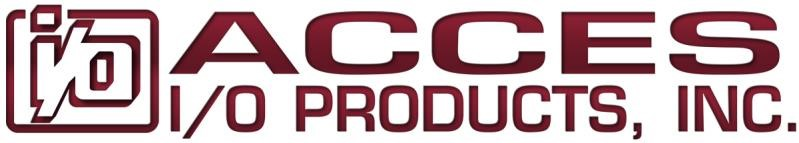 i/o
ACCES
I/O PRODUCTS, INC.